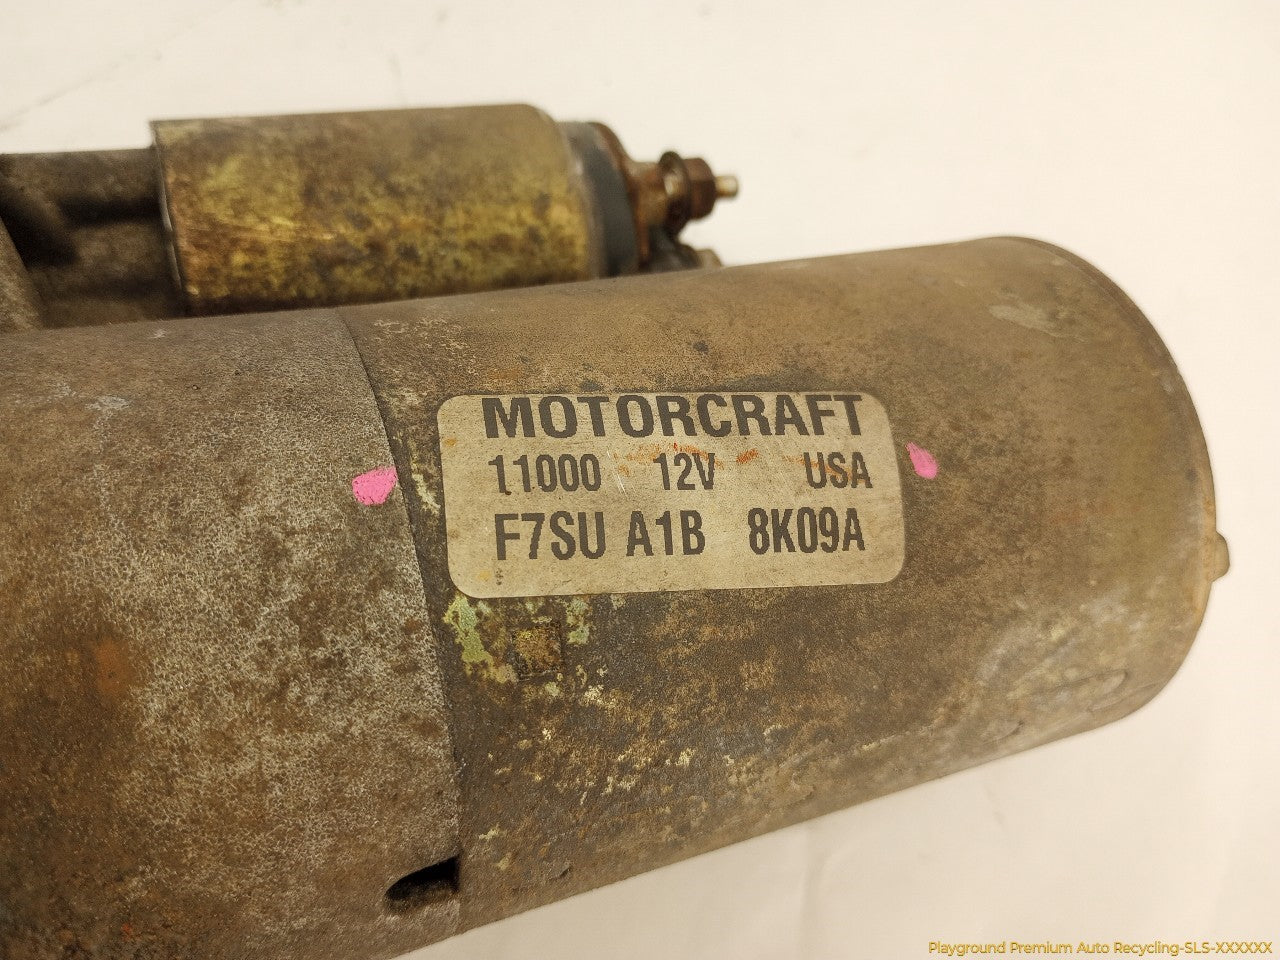 MOTORCRAFT
11000 12V USA
F7SU A1B 8K09A
Playground Premium Auto Recycling-SLS-XXXXXX